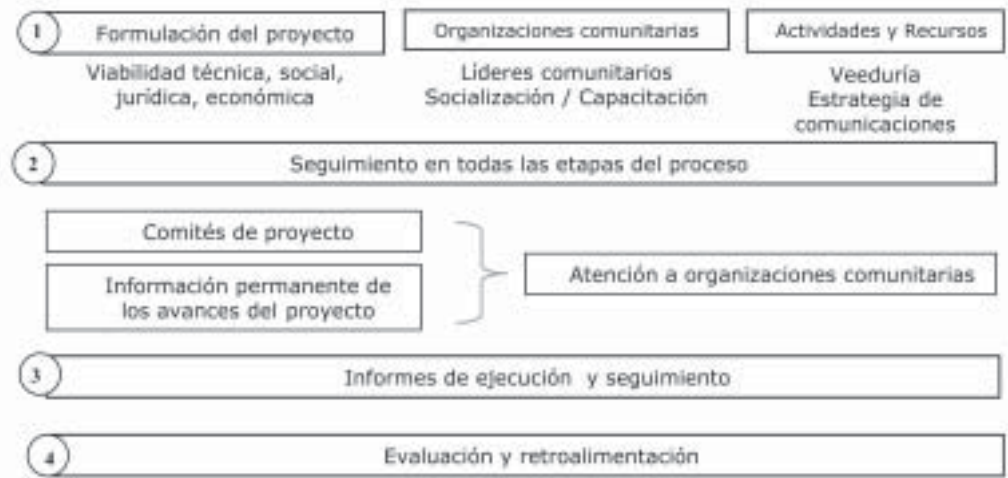 1
Formulación del proyecto
Viabilidad técnica, social,
jurídica, económica
Organizaciones comunitarias
Líderes comunitarios
Socialización / Capacitación
Actividades y Recursos
Veeduría
Estrategia de
comunicaciones
2
Seguimiento en todas las etapas del proceso
Comités de proyecto
Información permanente de
los avances del proyecto
Atención a organizaciones comunitarias
3
Informes de ejecución y seguimiento
4
Evaluación y retroalimentación